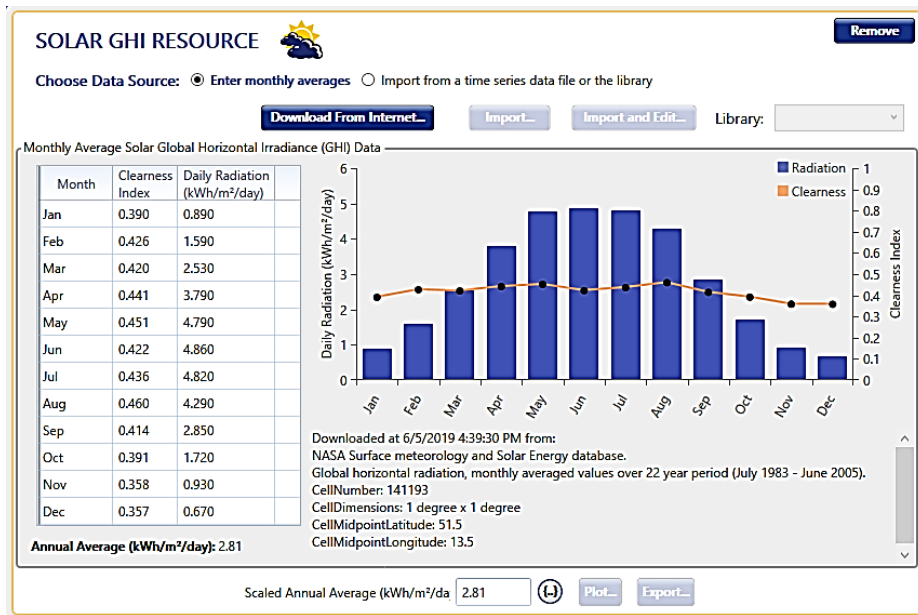 SOLAR GHI RESOURCE
Remove
Choose Data Source: Enter monthly averages Import from a time series data file or the library
Download From Internet... Import... Import and Edit... Library:
Monthly Average Solar Global Horizontal Irradiance (GHI) Data
Month Clearness Index Daily Radiation (kWh/m²/day)
Jan 0.390 0.890
Feb 0.426 1.590
Mar 0.420 2.530
Apr 0.441 3.790
May 0.451 4.790
Jun 0.422 4.860
Jul 0.436 4.820
Aug 0.460 4.290
Sep 0.414 2.850
Oct 0.391 1.720
Nov 0.358 0.930
Dec 0.357 0.670
Annual Average (kWh/m²/day): 2.81
Daily Radiation (kWh/m²/day)
6
5
4
3
2
1
0
Radiation
Clearness
1
0.9
0.8
0.7
0.6
0.5
0.4
0.3
0.2
0.1
0
Clearness Index
Jan Feb Mar Apr May Jun Jul Aug Sep Oct Nov Dec
Downloaded at 6/5/2019 4:39:30 PM from:
NASA Surface meteorology and Solar Energy database.
Global horizontal radiation, monthly averaged values over 22 year period (July 1983 - June 2005).
CellNumber: 141193
CellDimensions: 1 degree x 1 degree
CellMidpointLatitude: 51.5
CellMidpointLongitude: 13.5
Scaled Annual Average (kWh/m²/da 2.81 {..} Plot... Export...